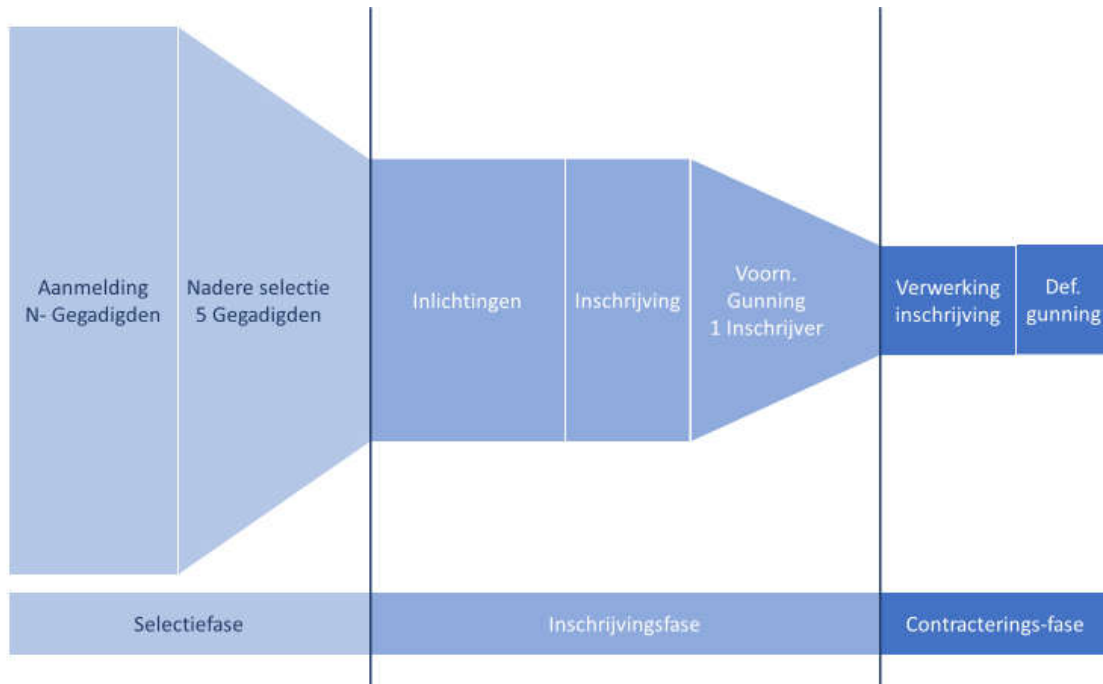 Aanmelding
N- Gegadigden
Nadere selectie
5 Gegadigden
Inlichtingen
Inschrijving
Voorn.
Gunning
1 Inschrijver
Verwerking
inschrijving
Def.
gunning
Selectiefase
Inschrijvingsfase
Contracterings-fase